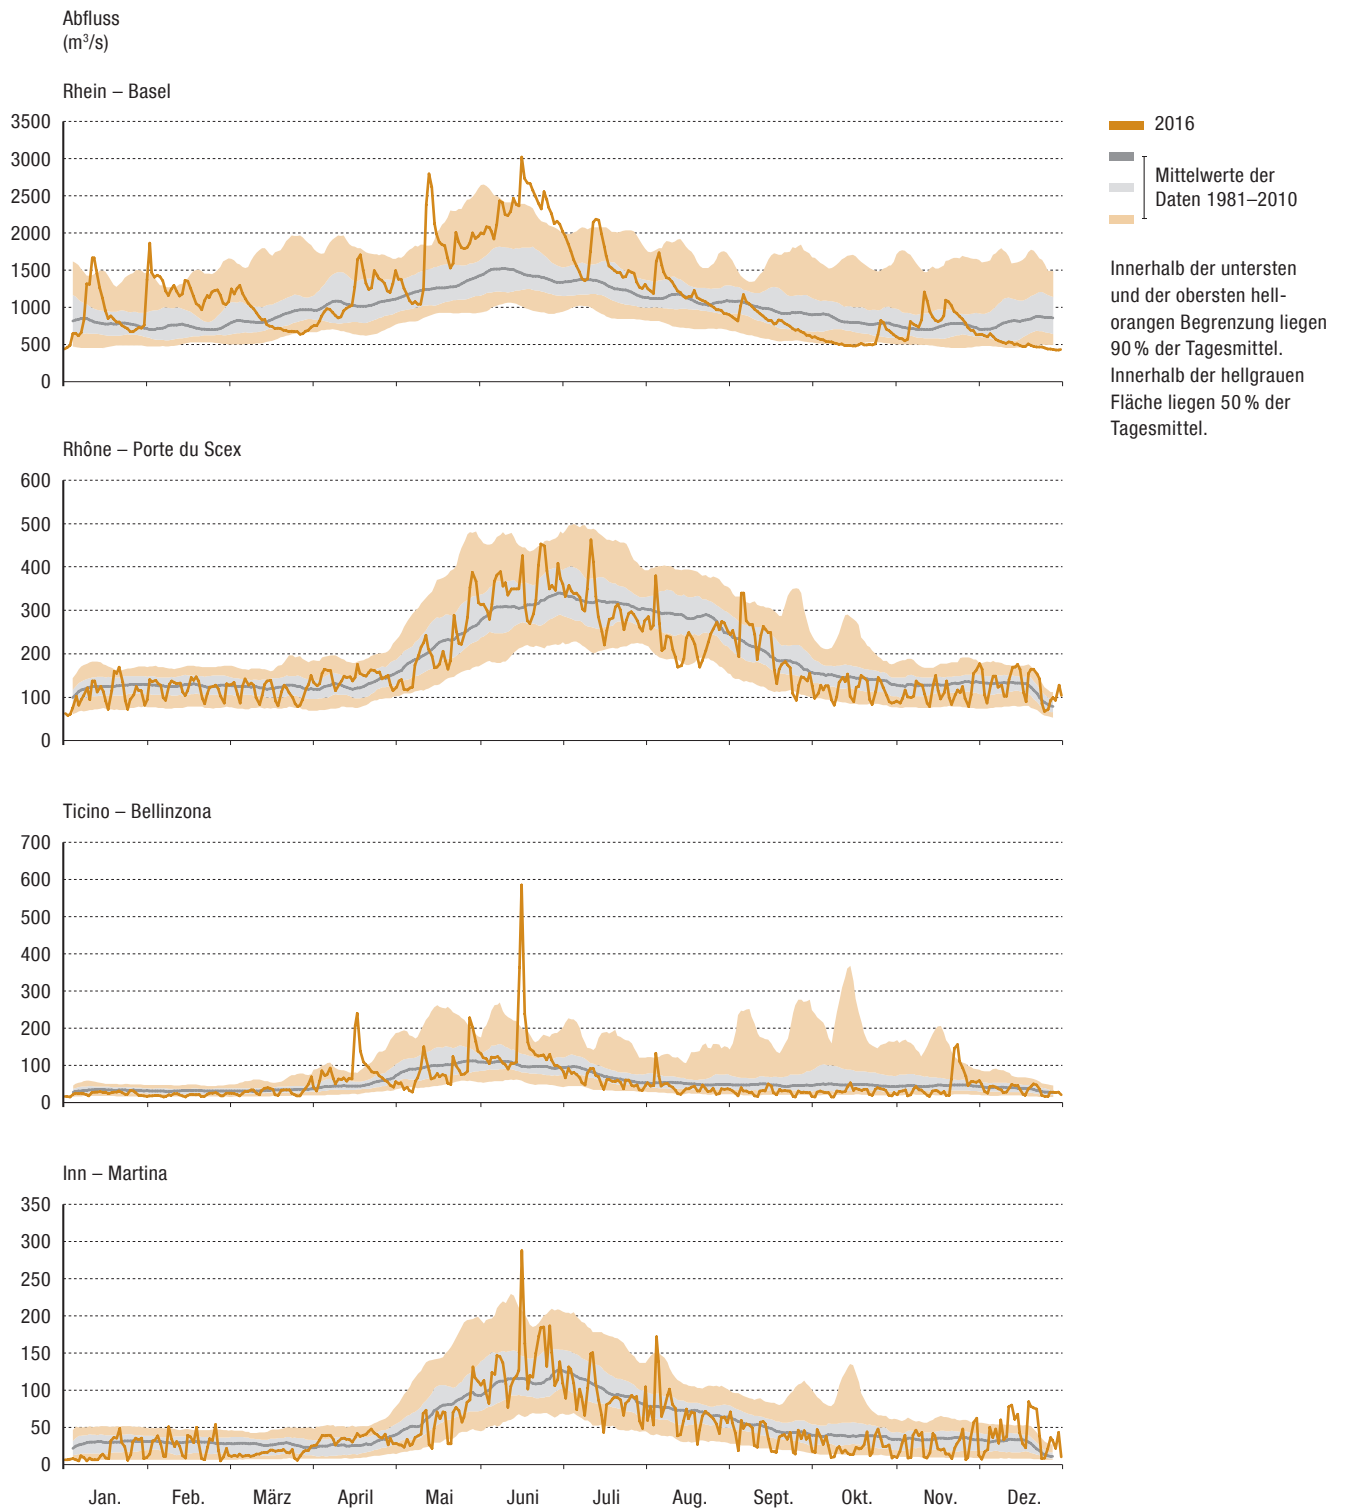 Abfluss
(m³/s)
Rhein – Basel
3500
3000
2500
2000
1500
1000
500
0
2016
Mittelwerte der
Daten 1981–2010
Innerhalb der untersten
und der obersten hell-
orangen Begrenzung liegen
90 % der Tagesmittel.
Innerhalb der hellgrauen
Fläche liegen 50 % der
Tagesmittel.
Rhône – Porte du Scex
600
500
400
300
200
100
0
Ticino – Bellinzona
700
600
500
400
300
200
100
0
Inn – Martina
350
300
250
200
150
100
50
0
Jan. Feb. März April Mai Juni Juli Aug. Sept. Okt. Nov. Dez.